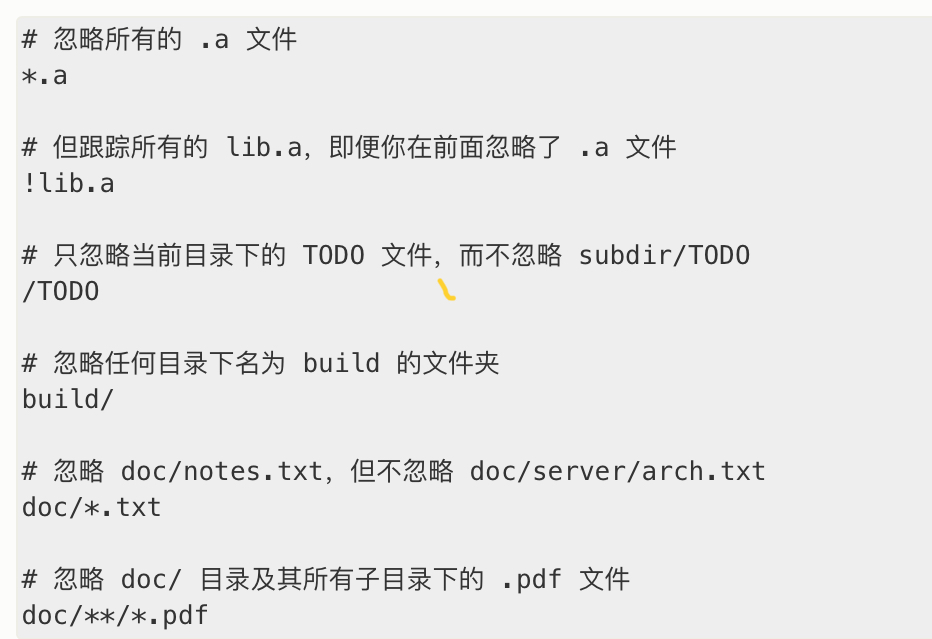 # 忽略所有的 .a 文件
*.a
# 但跟踪所有的 lib.a，即便你在前面忽略了 .a 文件
!lib.a
# 只忽略当前目录下的 TODO 文件，而不忽略 subdir/TODO
/TODO
# 忽略任何目录下名为 build 的文件夹
build/
# 忽略 doc/notes.txt，但不忽略 doc/server/arch.txt
doc/*.txt
# 忽略 doc/ 目录及其所有子目录下的 .pdf 文件
doc/**/*.pdf